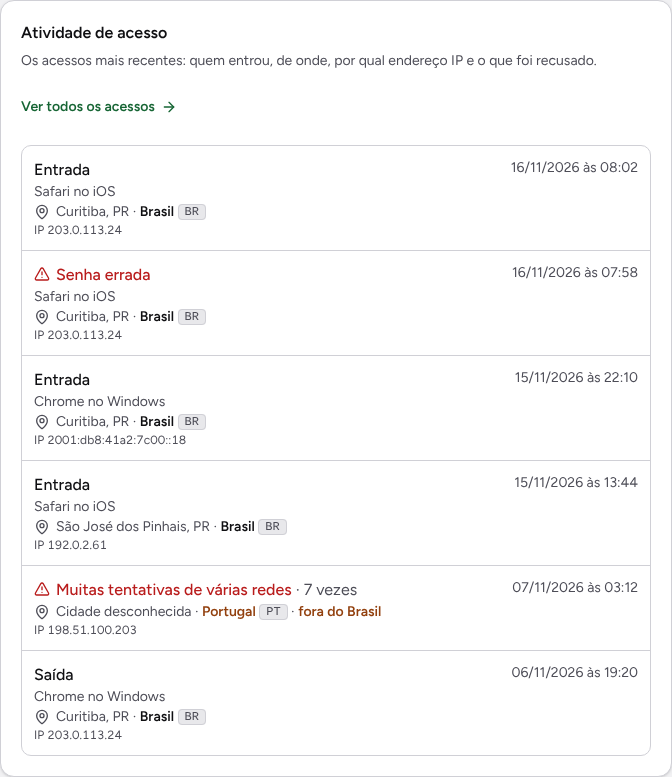 Atividade de acesso
Os acessos mais recentes: quem entrou, de onde, por qual endereço IP e o que foi recusado.
Ver todos os acessos →
Entrada 16/11/2026 às 08:02
Safari no iOS
Curitiba, PR · Brasil BR
IP 203.0.113.24
Senha errada 16/11/2026 às 07:58
Safari no iOS
Curitiba, PR · Brasil BR
IP 203.0.113.24
Entrada 15/11/2026 às 22:10
Chrome no Windows
Curitiba, PR · Brasil BR
IP 2001:db8:41a2:7c00::18
Entrada 15/11/2026 às 13:44
Safari no iOS
São José dos Pinhais, PR · Brasil BR
IP 192.0.2.61
Muitas tentativas de várias redes · 7 vezes 07/11/2026 às 03:12
Cidade desconhecida · Portugal PT · fora do Brasil
IP 198.51.100.203
Saída 06/11/2026 às 19:20
Chrome no Windows
Curitiba, PR · Brasil BR
IP 203.0.113.24